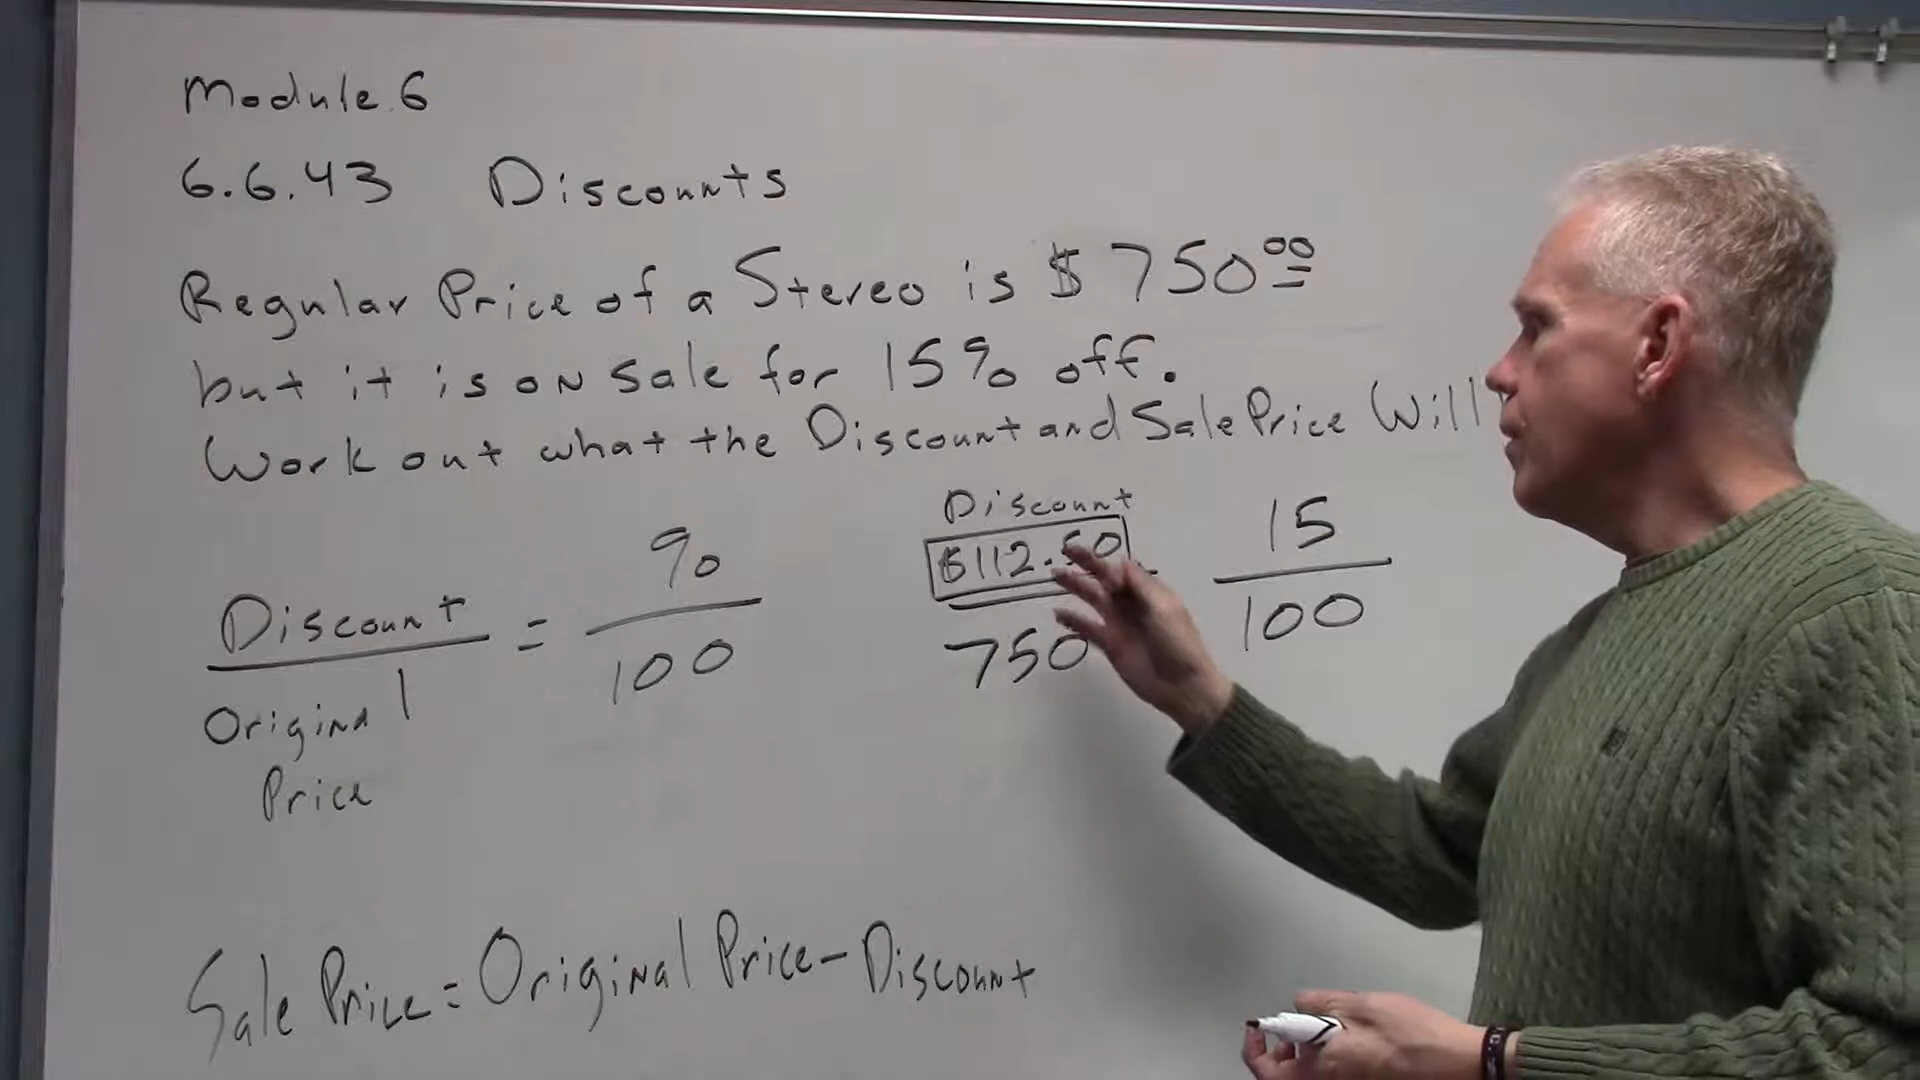 Module 6
6.6.43 Discounts
Regular Price of a Stereo is $750.00
but it is on sale for 15% off.
Work out what the Discount and Sale Price Will
Discount
Original
Price
=
%
100
Discount
$112.50
750
15
100
Sale Price = Original Price - Discount